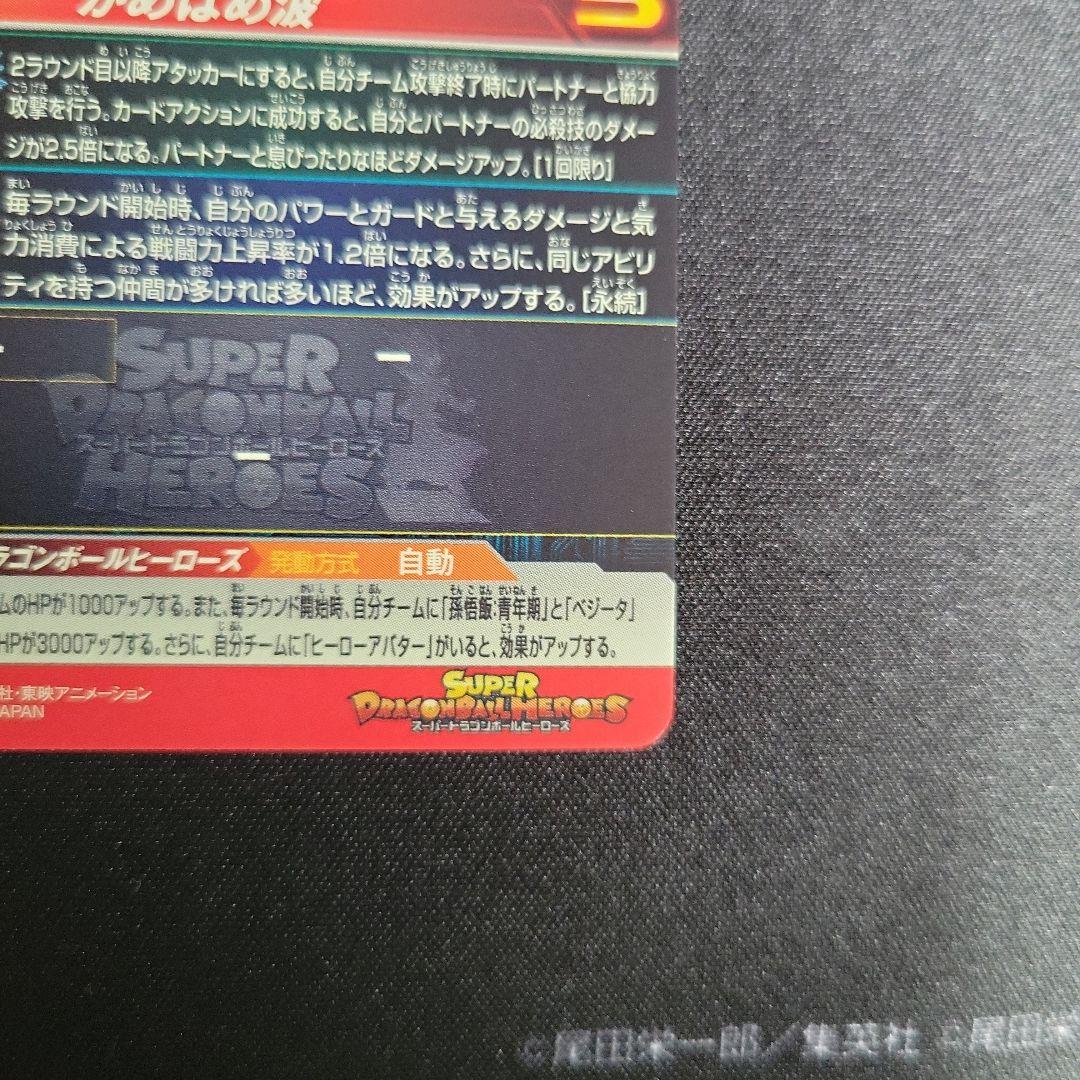 かめはめ波
2ラウンド目以降アタッカーにすると、自分チーム攻撃終了時にパートナーと協力
攻撃を行う。カードアクションに成功すると、自分とパートナーの必殺技のダメー
ジが2.5倍になる。パートナーと息ぴったりなほどダメージアップ。[1回限り]
毎ラウンド開始時、自分のパワーとガードと与えるダメージと気
力消費による戦闘力上昇率が1.2倍になる。さらに、同じアビリ
ティを持つ仲間が多ければ多いほど、効果がアップする。[永続]
SUPER
DRAGONBALL
スーパードラゴンボールヒーローズ
HEROES
ラゴンボールヒーローズ 発動方式 自動
ムのHPが1000アップする。また、毎ラウンド開始時、自分チームに「孫悟飯:青年期」と「ベジータ」
HPが3000アップする。さらに、自分チームに「ヒーローアバター」がいると、効果がアップする。
社・東映アニメーション
JAPAN
SUPER
DRAGONBALL HEROES
スーパードラゴンボールヒーローズ
©尾田栄一郎／集英社 ©尾田栄